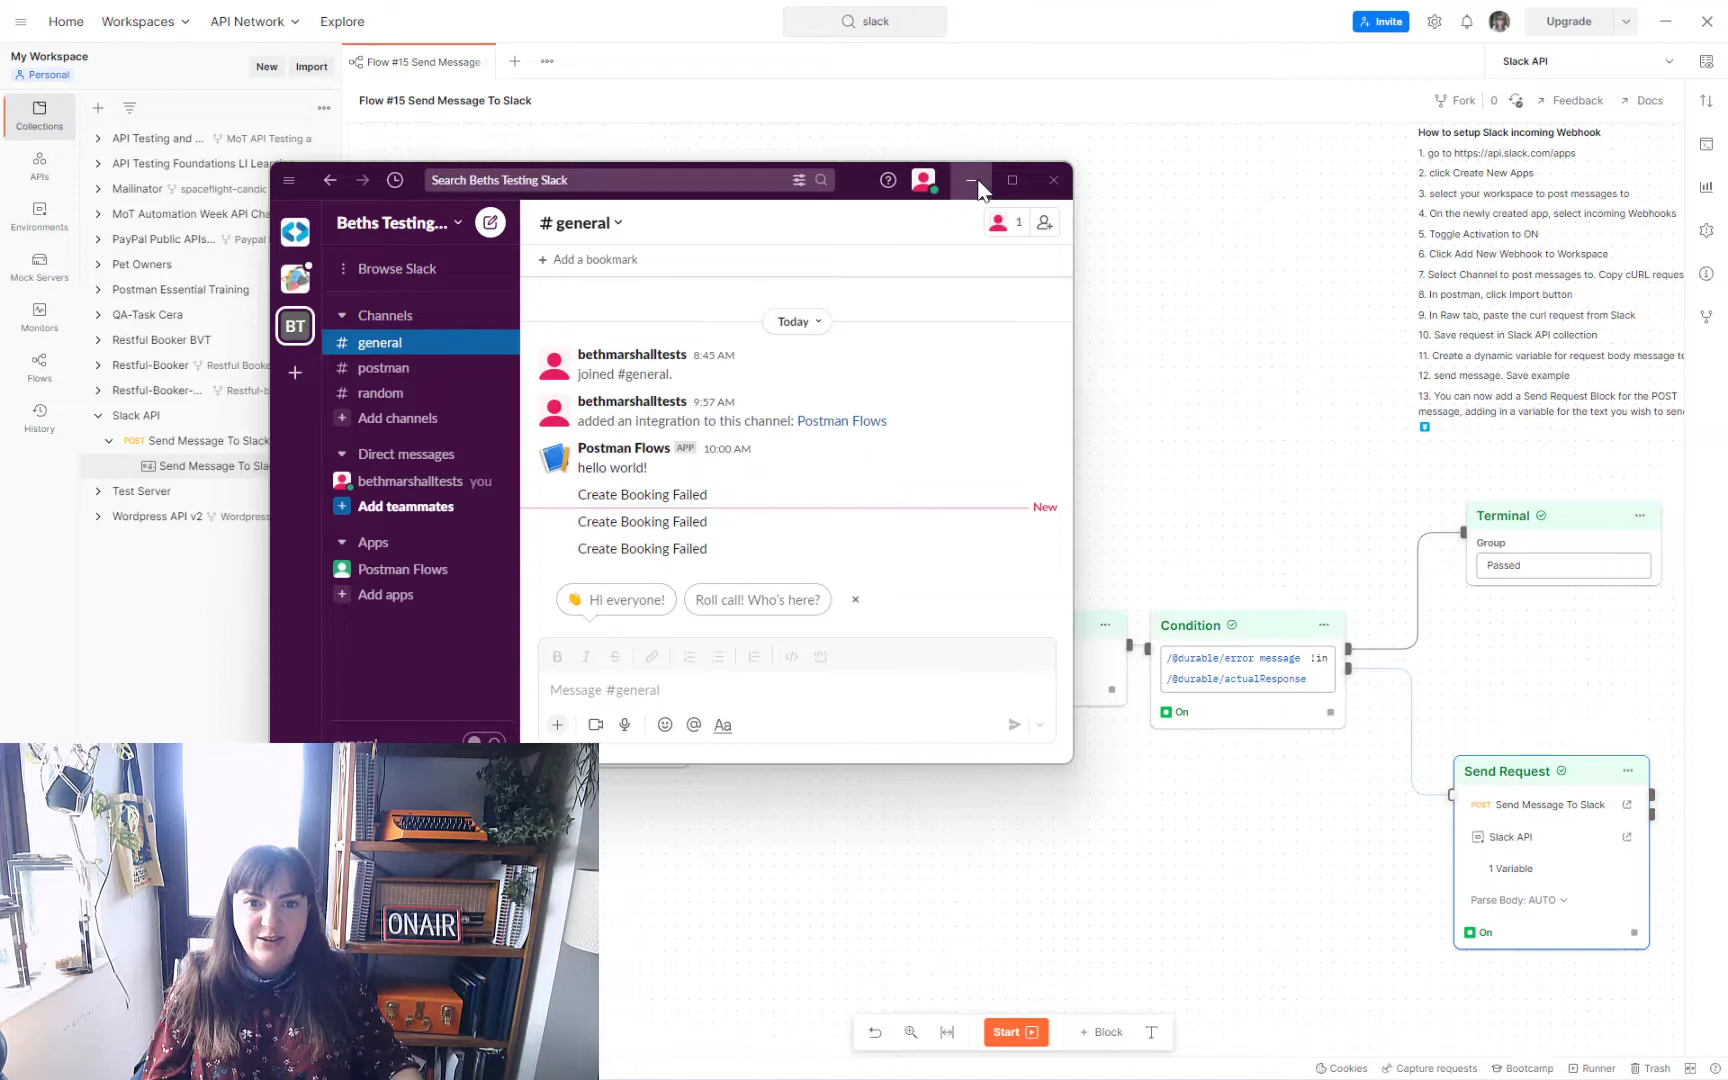 Home Workspaces API Network Explore slack Invite Upgrade
My Workspace
Personal
New Import
Flow #15 Send Message
Slack API
Flow #15 Send Message To Slack
Fork 0 Feedback Docs
Collections
APIs
Environments
Mock Servers
Monitors
Flows
History
API Testing and ... MoT API Testing a
API Testing Foundations LI Lear
Mailinator spaceflight-candic
MoT Automation Week API Cha
PayPal Public APIs... Paypal
Pet Owners
Postman Essential Training
QA-Task Cera
Restful Booker BVT
Restful-Booker Restful Booke
Restful-Booker-... Restful-b
Slack API
POST Send Message To Slack
e.g. Send Message To Sla
Test Server
Wordpress API v2 Wordpress
Search Beths Testing Slack
BT
Beths Testing...
Browse Slack
Channels
# general
# postman
# random
+ Add channels
Direct messages
bethmarshalltests you
+ Add teammates
Apps
Postman Flows
+ Add apps
# general
1
+ Add a bookmark
Today
bethmarshalltests 8:45 AM
joined #general.
bethmarshalltests 9:57 AM
added an integration to this channel: Postman Flows
Postman Flows APP 10:00 AM
hello world!
Create Booking Failed
New
Create Booking Failed
Create Booking Failed
Hi everyone!
Roll call! Who's here?
B I S
Message #general
Aa
How to setup Slack incoming Webhook
1. go to https://api.slack.com/apps
2. click Create New Apps
3. select your workspace to post messages to
4. On the newly created app, select incoming Webhooks
5. Toggle Activation to ON
6. Click Add New Webhook to Workspace
7. Select Channel to post messages to. Copy cURL reques
8. In postman, click Import button
9. In Raw tab, paste the curl request from Slack
10. Save request in Slack API collection
11. Create a dynamic variable for request body message te
12. send message. Save example
13. You can now add a Send Request Block for the POST
message, adding in a variable for the text you wish to sen
Terminal
Group
Passed
Condition
/@durable/error message !in
/@durable/actualResponse
On
Send Request
POST Send Message To Slack
Slack API
1 Variable
Parse Body: AUTO
On
ON AIR
Start
+ Block T
Cookies Capture requests Bootcamp Runner Trash